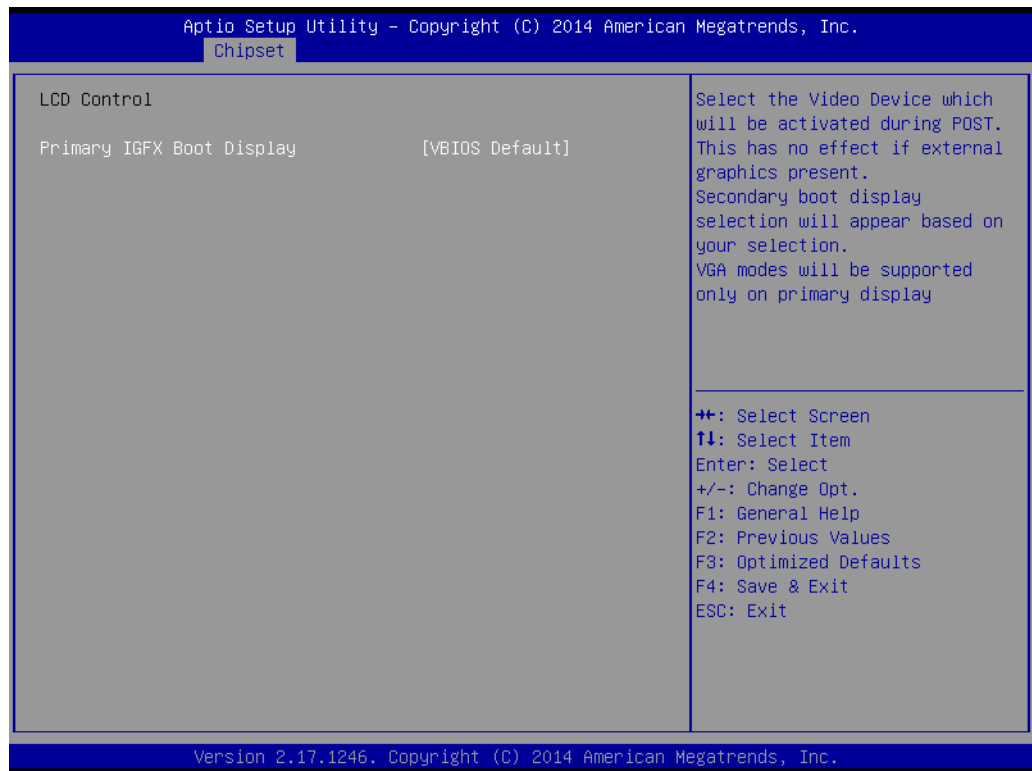 Aptio Setup Utility – Copyright (C) 2014 American Megatrends, Inc.
Chipset
LCD Control
Primary IGFX Boot Display [VBIOS Default]
Select the Video Device which
will be activated during POST.
This has no effect if external
graphics present.
Secondary boot display
selection will appear based on
your selection.
VGA modes will be supported
only on primary display
→←: Select Screen
↑↓: Select Item
Enter: Select
+/-: Change Opt.
F1: General Help
F2: Previous Values
F3: Optimized Defaults
F4: Save & Exit
ESC: Exit
Version 2.17.1246. Copyright (C) 2014 American Megatrends, Inc.